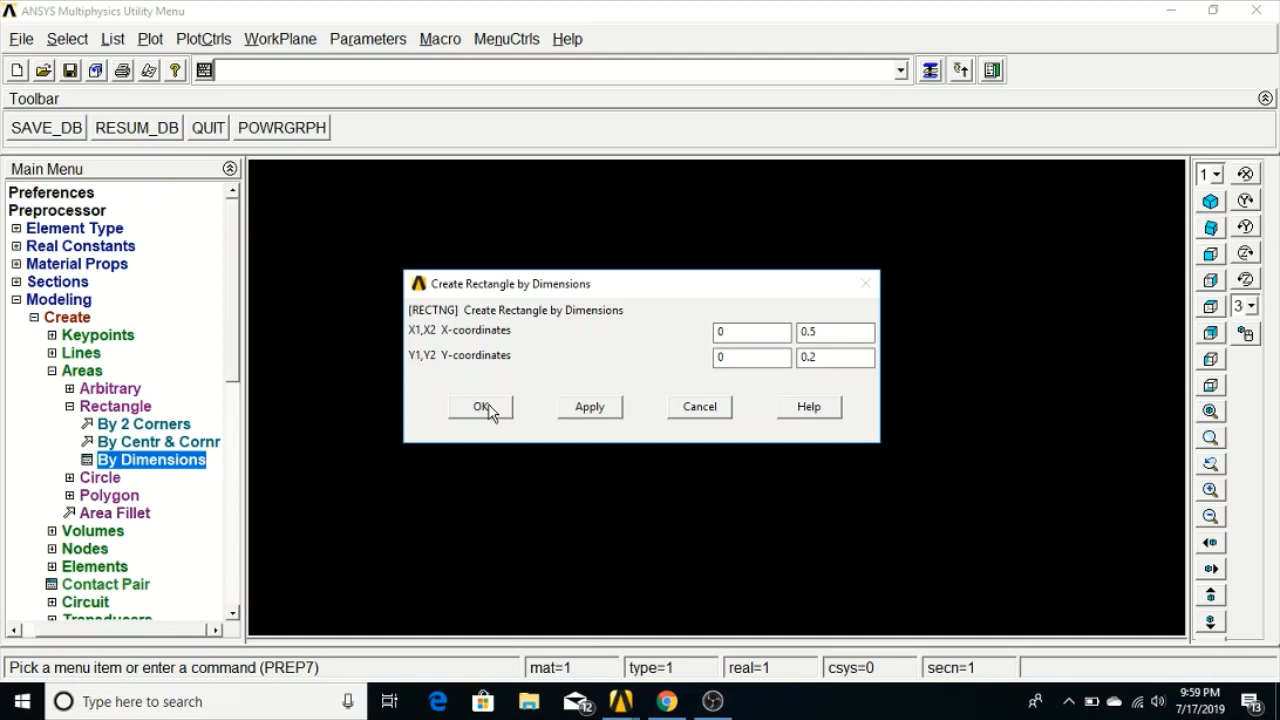 ANSYS Multiphysics Utility Menu
File Select List Plot PlotCtrls WorkPlane Parameters Macro MenuCtrls Help
Toolbar
SAVE_DB RESUM_DB QUIT POWRGRPH
Main Menu
Preferences
Preprocessor
Element Type
Real Constants
Material Props
Sections
Modeling
Create
Keypoints
Lines
Areas
Arbitrary
Rectangle
By 2 Corners
By Centr & Cornr
By Dimensions
Circle
Polygon
Area Fillet
Volumes
Nodes
Elements
Contact Pair
Circuit
Transducers
Create Rectangle by Dimensions
[RECTNG] Create Rectangle by Dimensions
X1,X2 X-coordinates 0 0.5
Y1,Y2 Y-coordinates 0 0.2
OK Apply Cancel Help
1
3
Pick a menu item or enter a command (PREP7) mat=1 type=1 real=1 csys=0 secn=1
Type here to search
12
9:59 PM
7/17/2019
13